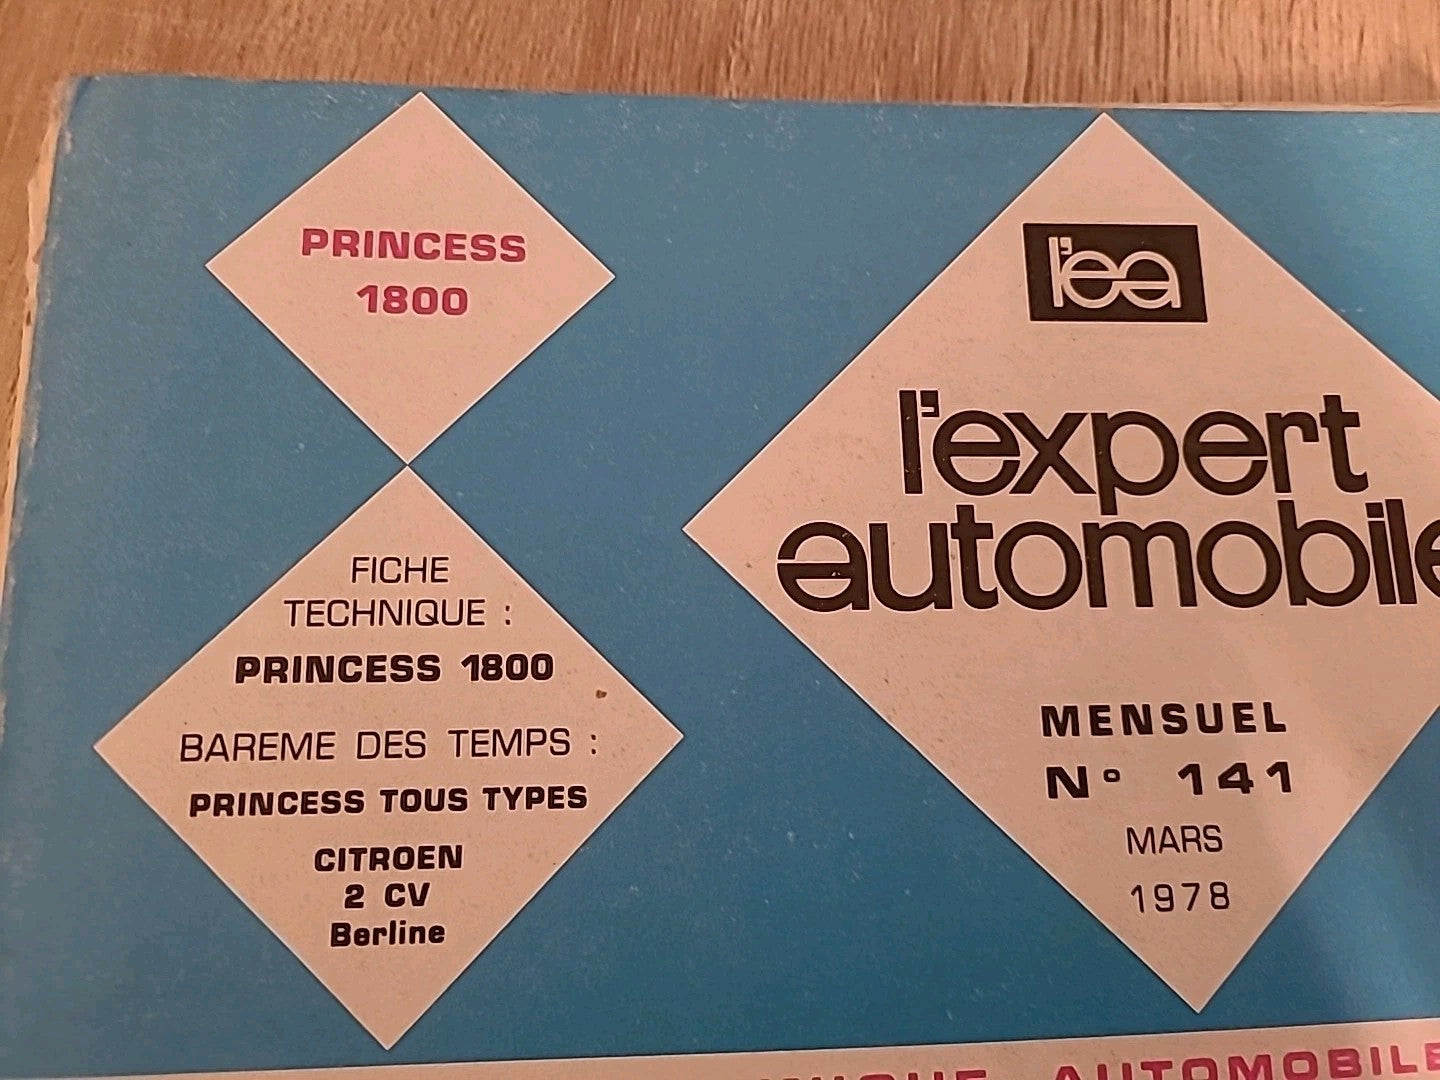 PRINCESS
1800
FICHE
TECHNIQUE :
PRINCESS 1800
BAREME DES TEMPS :
PRINCESS TOUS TYPES
CITROEN
2 CV
Berline
l'ea
l'expert
automobile
MENSUEL
N° 141
MARS
1978
AUTOMOBILE